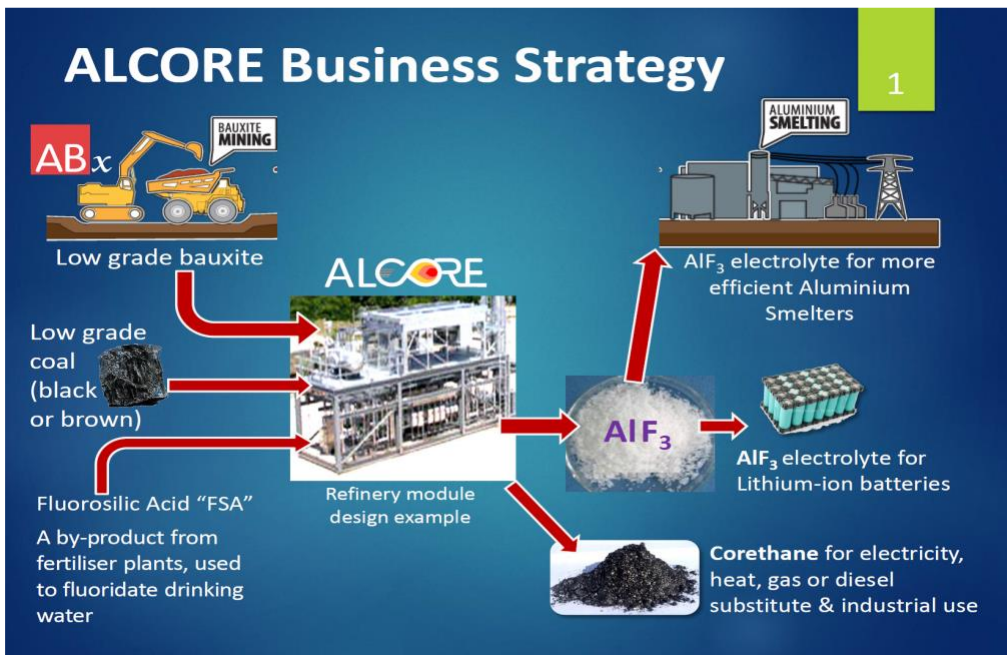 ALCORE Business Strategy
1
ABx
BAUXITE
MINING
Low grade bauxite
Low grade
coal
(black
or brown)
Fluorosilic Acid “FSA”
A by-product from
fertiliser plants, used
to fluoridate drinking
water
ALCORE
Refinery module
design example
AlF₃
ALUMINIUM
SMELTING
AlF₃ electrolyte for more
efficient Aluminium
Smelters
AlF₃ electrolyte for
Lithium-ion batteries
Corethane for electricity,
heat, gas or diesel
substitute & industrial use